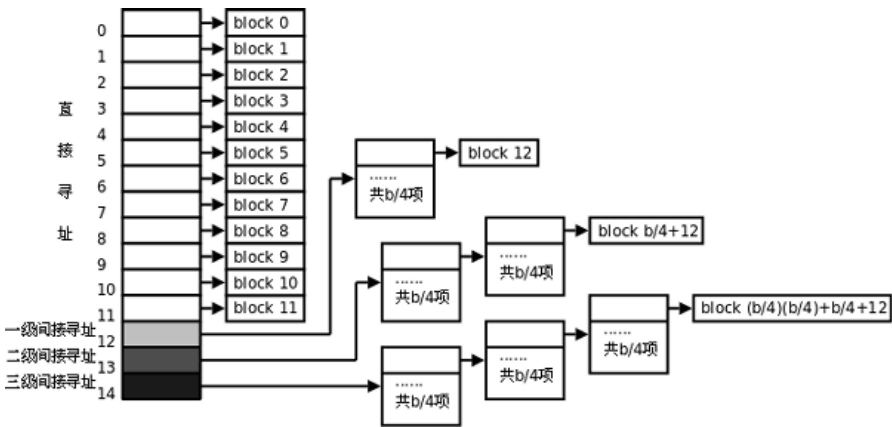 0
1
2
3
4
5
6
7
8
9
10
11
12
13
14
直接寻址
一级间接寻址
二级间接寻址
三级间接寻址
block 0
block 1
block 2
block 3
block 4
block 5
block 6
block 7
block 8
block 9
block 10
block 11
……
共b/4项
block 12
……
共b/4项
……
共b/4项
block b/4+12
……
共b/4项
……
共b/4项
……
共b/4项
block (b/4)(b/4)+b/4+12